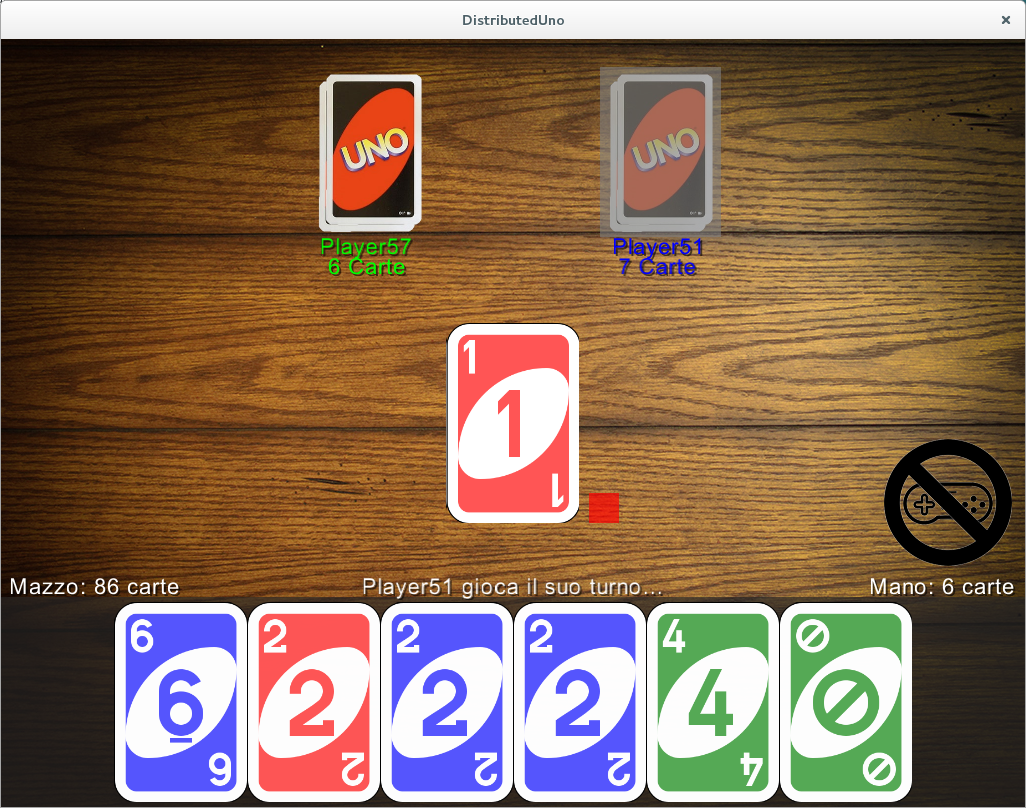 DistributedUno
UNO
UNO
Player57
6 Carte
Player51
7 Carte
1
1
1
Mazzo: 86 carte
Player51 gioca il suo turno...
Mano: 6 carte
6 2 2 2 4
6 2 2 2 4
6 2 2 2 4